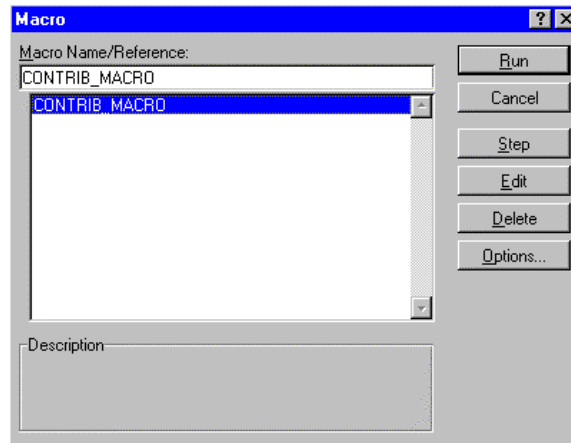 Macro
Macro Name/Reference:
CONTRIB_MACRO
CONTRIB_MACRO
Run
Cancel
Step
Edit
Delete
Options...
Description